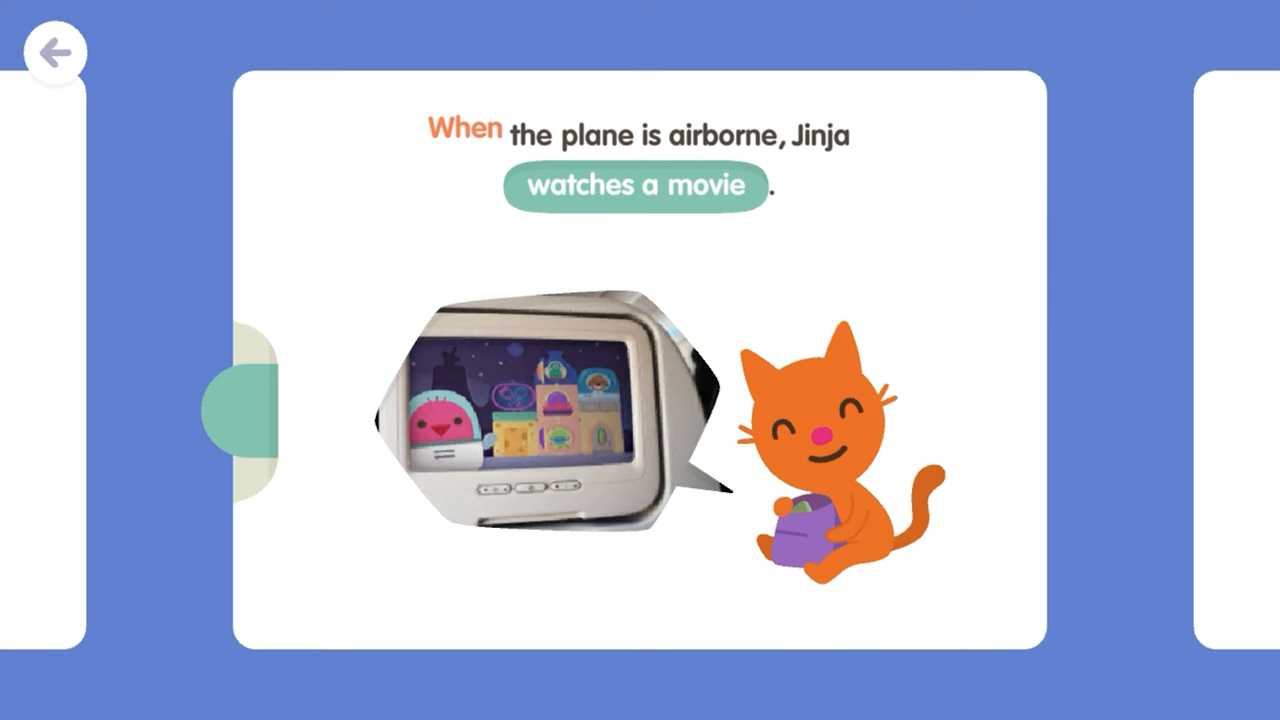 When the plane is airborne, Jinja
watches a movie.